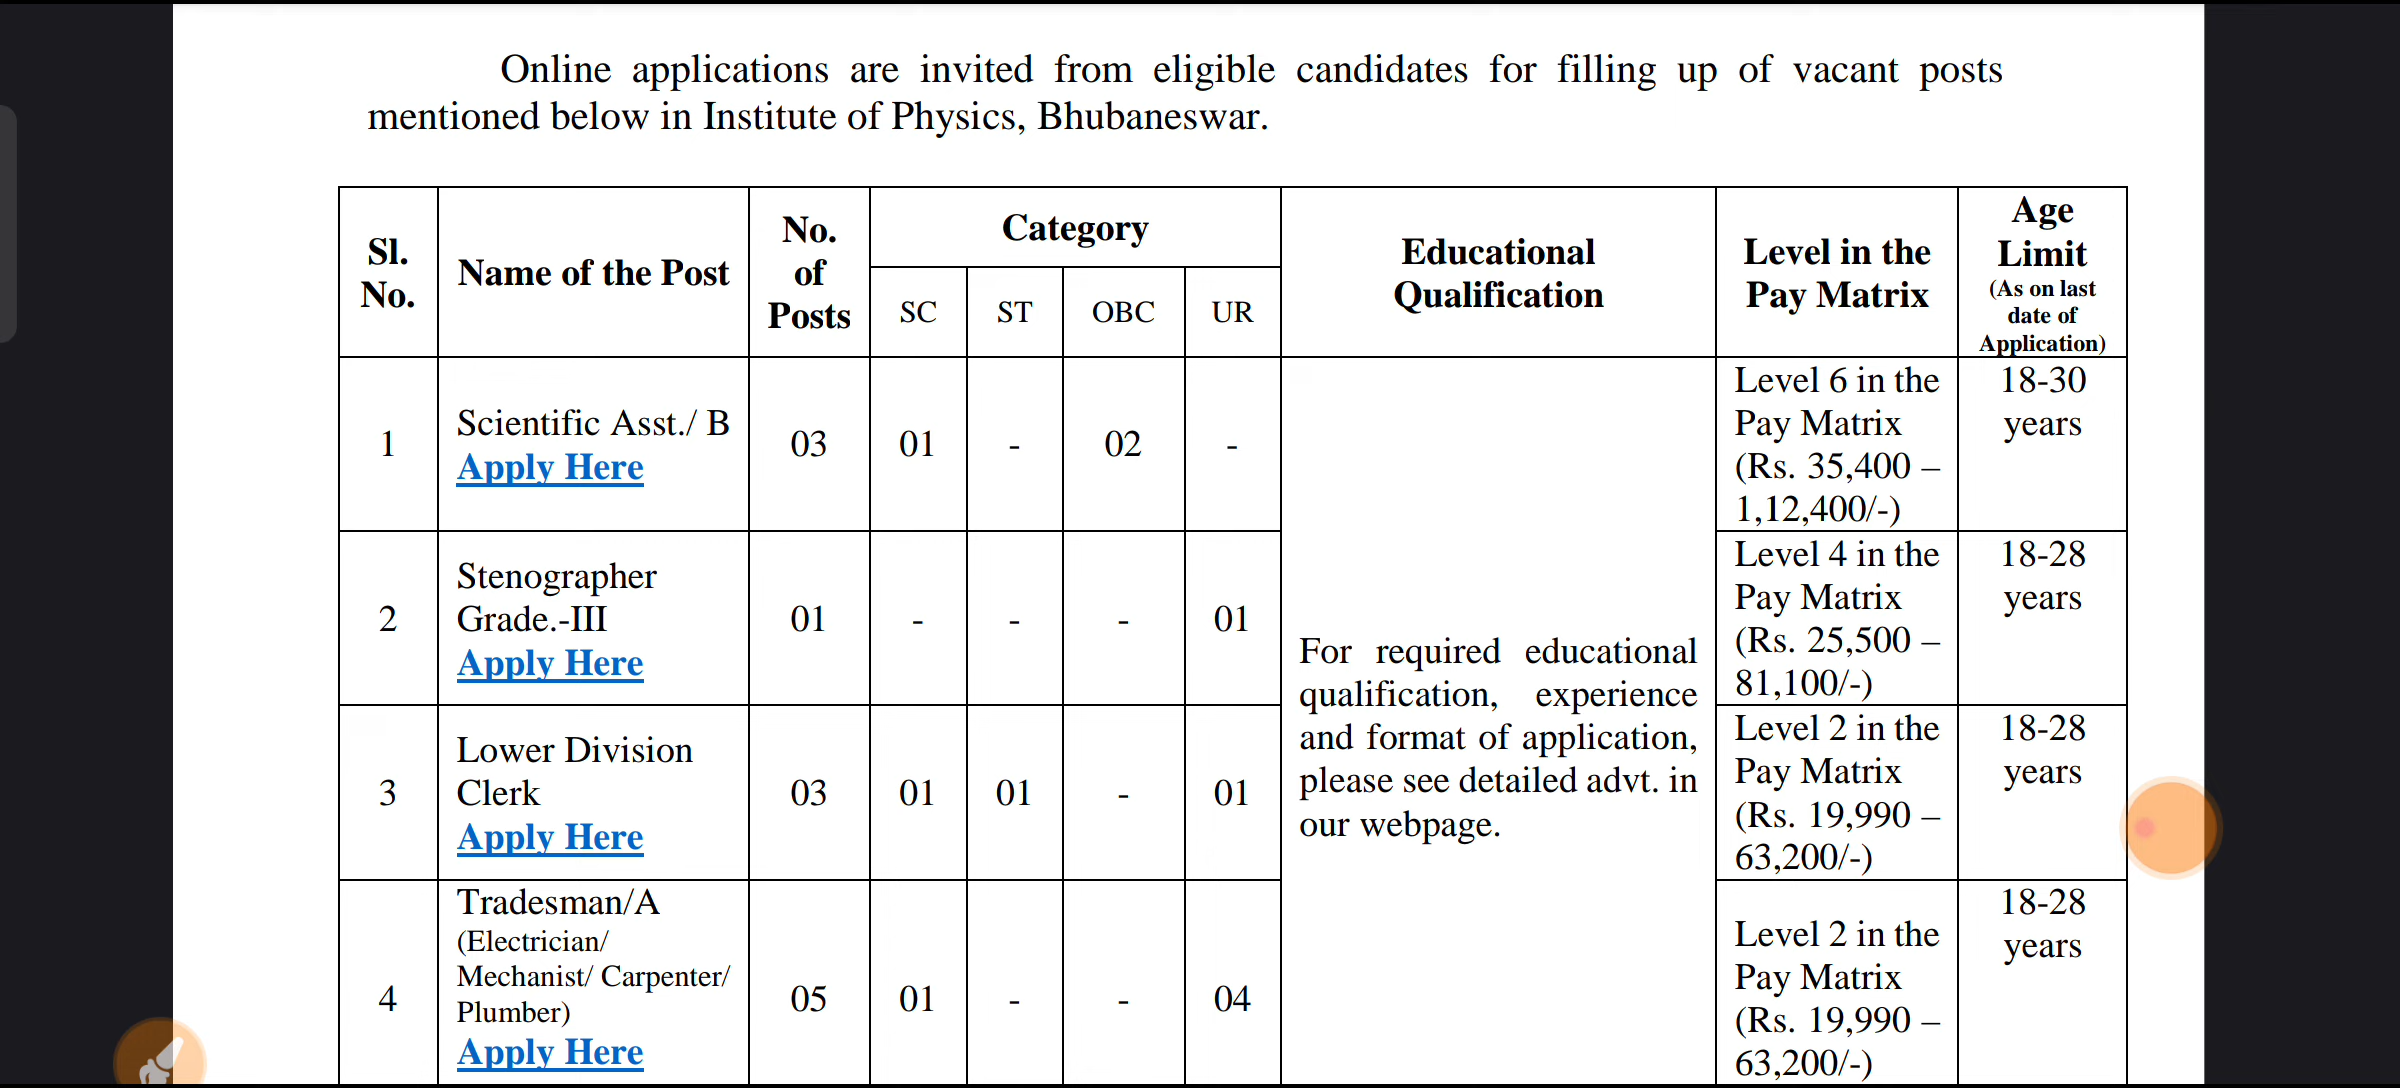 Online applications are invited from eligible candidates for filling up of vacant posts
mentioned below in Institute of Physics, Bhubaneswar.
Sl.
No.
Name of the Post
No.
of
Posts
Category
SC
ST
OBC
UR
Educational
Qualification
Level in the
Pay Matrix
Age
Limit
(As on last
date of
Application)
1
Scientific Asst./ B
Apply Here
03
01
-
02
-
Level 6 in the
Pay Matrix
(Rs. 35,400 –
1,12,400/-)
18-30
years
2
Stenographer
Grade.-III
Apply Here
01
-
-
-
01
Level 4 in the
Pay Matrix
(Rs. 25,500 –
81,100/-)
18-28
years
For required educational
qualification, experience
and format of application,
please see detailed advt. in
our webpage.
3
Lower Division
Clerk
Apply Here
03
01
01
-
01
Level 2 in the
Pay Matrix
(Rs. 19,990 –
63,200/-)
18-28
years
4
Tradesman/A
(Electrician/
Mechanist/ Carpenter/
Plumber)
Apply Here
05
01
-
-
04
Level 2 in the
Pay Matrix
(Rs. 19,990 –
63,200/-)
18-28
years